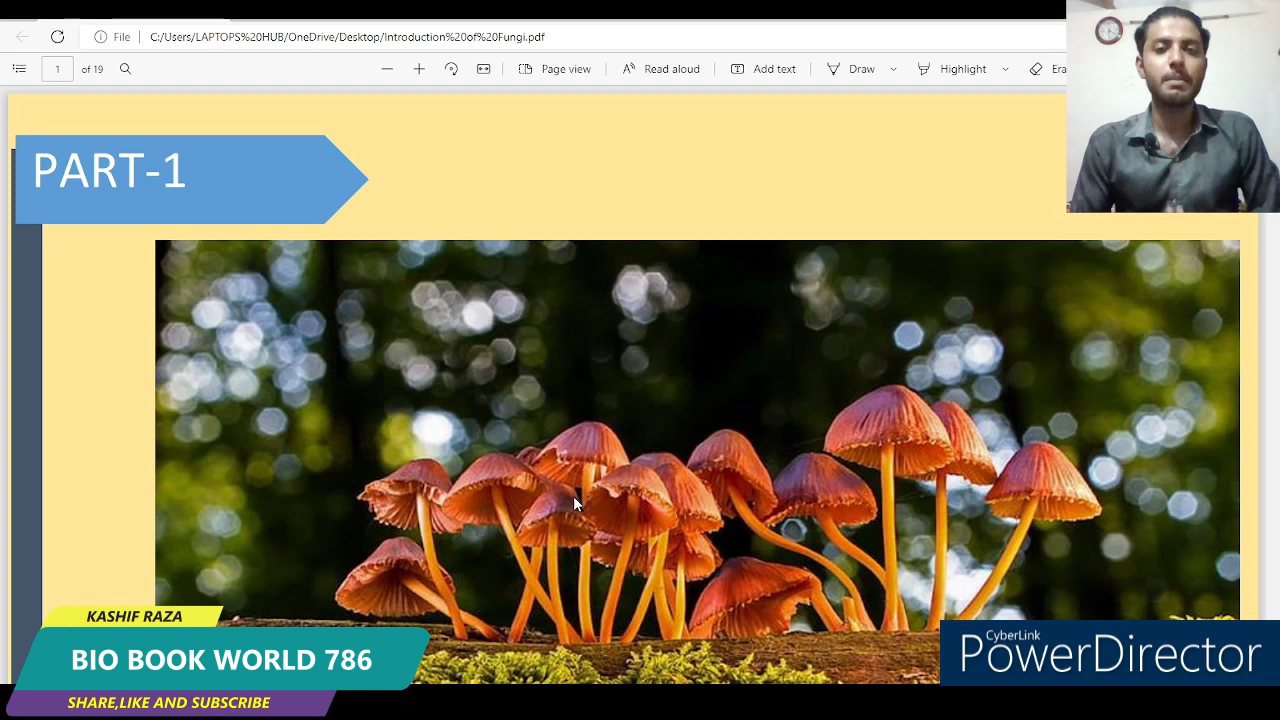 File
C:/Users/LAPTOPS%20HUB/OneDrive/Desktop/Introduction%20of%20Fungi.pdf
1 of 19
Page view
Read aloud
Add text
Draw
Highlight
Era
PART-1
KASHIF RAZA
BIO BOOK WORLD 786
SHARE,LIKE AND SUBSCRIBE
CyberLink
PowerDirector